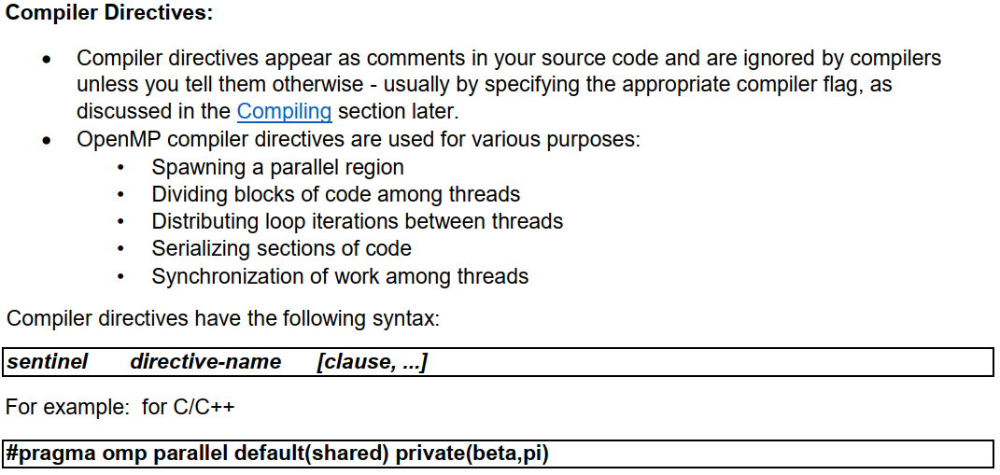 Compiler Directives:
• Compiler directives appear as comments in your source code and are ignored by compilers
unless you tell them otherwise - usually by specifying the appropriate compiler flag, as
discussed in the Compiling section later.
• OpenMP compiler directives are used for various purposes:
• Spawning a parallel region
• Dividing blocks of code among threads
• Distributing loop iterations between threads
• Serializing sections of code
• Synchronization of work among threads
Compiler directives have the following syntax:
sentinel directive-name [clause, ...]
For example: for C/C++
#pragma omp parallel default(shared) private(beta,pi)